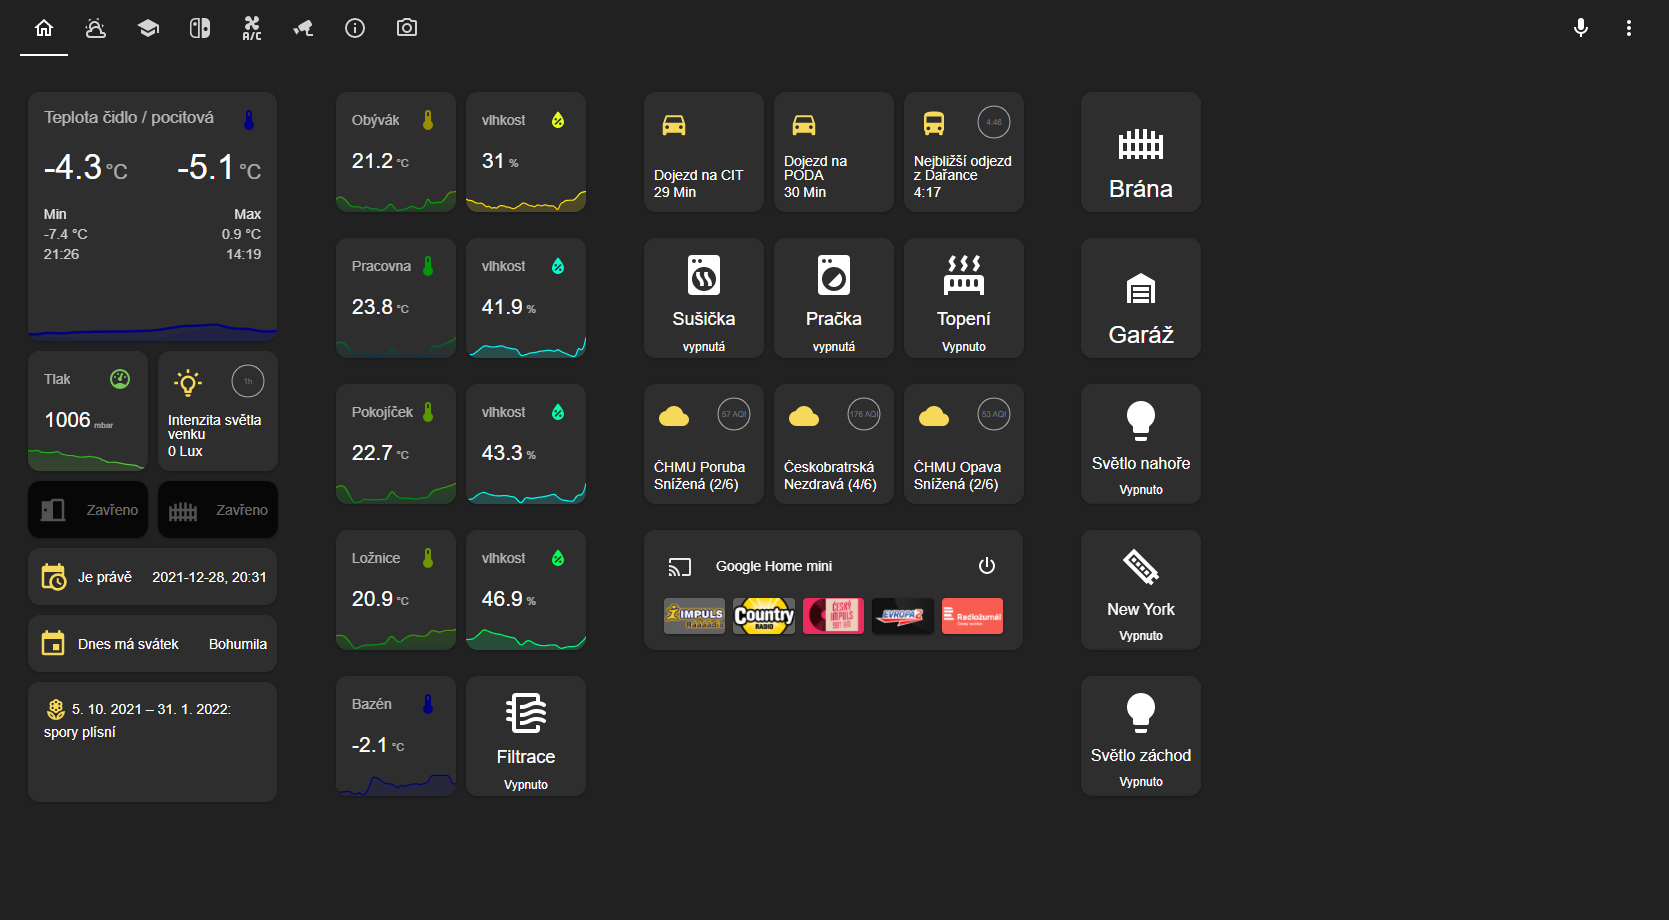 A/C
Teplota čidlo / pocitová
-4.3 °C
-5.1 °C
Min
Max
-7.4 °C
0.9 °C
21:26
14:19
Tlak
1006 mbar
1h
Intenzita světla
venku
0 Lux
Zavřeno
Zavřeno
Je právě
2021-12-28, 20:31
Dnes má svátek
Bohumila
5. 10. 2021 – 31. 1. 2022:
spory plísní
Obývák
21.2 °C
vlhkost
31 %
Pracovna
23.8 °C
vlhkost
41.9 %
Pokojíček
22.7 °C
vlhkost
43.3 %
Ložnice
20.9 °C
vlhkost
46.9 %
Bazén
-2.1 °C
Filtrace
Vypnuto
Dojezd na CIT
29 Min
Dojezd na
PODA
30 Min
4:46
Nejbližší odjezd
z Dařance
4:17
Sušička
vypnutá
Pračka
vypnutá
Topení
Vypnuto
57 AQI
ČHMU Poruba
Snížená (2/6)
176 AQI
Českobratrská
Nezdravá (4/6)
53 AQI
ČHMU Opava
Snížená (2/6)
Google Home mini
IMPULS
Ráááádio
Country
RADIO
ČESKÝ
IMPULS
EVROPA 2
Radiožurnál
Brána
Garáž
Světlo nahoře
Vypnuto
New York
Vypnuto
Světlo záchod
Vypnuto